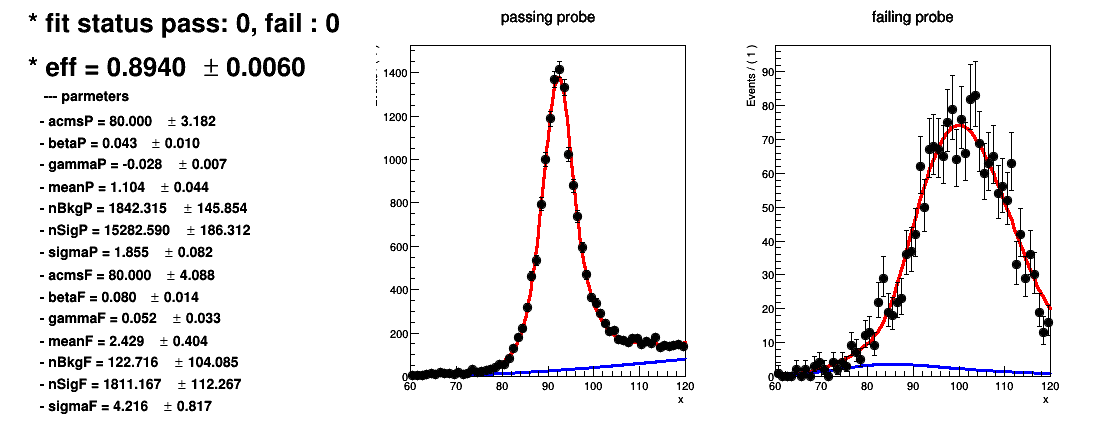 * fit status pass: 0, fail : 0
* eff = 0.8940 ± 0.0060
--- parmeters
- acmsP = 80.000 ± 3.182
- betaP = 0.043 ± 0.010
- gammaP = -0.028 ± 0.007
- meanP = 1.104 ± 0.044
- nBkgP = 1842.315 ± 145.854
- nSigP = 15282.590 ± 186.312
- sigmaP = 1.855 ± 0.082
- acmsF = 80.000 ± 4.088
- betaF = 0.080 ± 0.014
- gammaF = 0.052 ± 0.033
- meanF = 2.429 ± 0.404
- nBkgF = 122.716 ± 104.085
- nSigF = 1811.167 ± 112.267
- sigmaF = 4.216 ± 0.817
passing probe
1400
1200
1000
800
600
400
200
0
60 70 80 90 100 110 120
x
failing probe
Events / ( 1 )
90
80
70
60
50
40
30
20
10
0
60 70 80 90 100 110 120
x